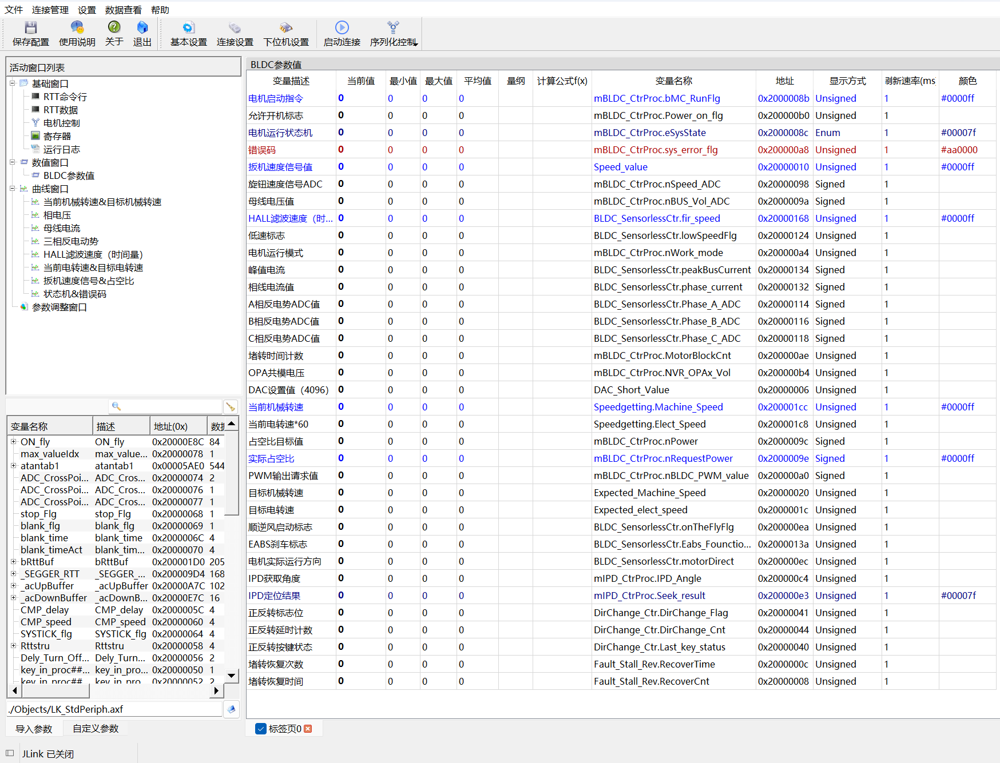 文件 连接管理 设置 数据查看 帮助
保存配置 使用说明 关于 退出 基本设置 连接设置 下位机设置 启动连接 序列化控制
活动窗口列表
基础窗口
RTT命令行
RTT数据
电机控制
寄存器
运行日志
数值窗口
BLDC参数值
曲线窗口
当前机械转速&目标机械转速
相电压
母线电流
三相反电动势
HALL滤波速度（时间量）
当前电转速&目标电转速
扳机速度信号&占空比
状态机&错误码
参数调整窗口
变量名称 描述 地址(0x) 数据
ON_fly ON_fly 0x20000E8C 84
max_valueIdx max_value... 0x20000078 1
atantab1 atantab1 0x00005AE0 544
ADC_CrossPoi... ADC_Cros... 0x20000074 2
ADC_CrossPoi... ADC_Cros... 0x20000076 1
ADC_CrossPoi... ADC_Cros... 0x20000077 1
stop_Flg stop_Flg 0x20000068 1
blank_flg blank_flg 0x20000069 1
blank_time blank_time 0x2000006C 4
blank_timeAct blank_tim... 0x20000070 4
bRttBuf bRttBuf 0x200001D0 205
_SEGGER_RTT _SEGGER_... 0x200009D4 168
_acUpBuffer _acUpBuffer 0x20000A7C 102
_acDownBuffer _acDownB... 0x20000E7C 16
CMP_delay CMP_delay 0x2000005C 4
CMP_speed CMP_speed 0x20000060 4
SYSTICK_flg SYSTICK_flg 0x20000064 4
Rttstru Rttstru 0x20000058 4
Dely_Turn_Off... Dely_Turn... 0x20000056 2
key_in_proc##... key_in_pro... 0x20000050 1
key_in_proc## key_in_pro 0x20000052 2
./Objects/LK_StdPeriph.axf
导入参数 自定义参数
JLink 已关闭
BLDC参数值
变量描述 当前值 最小值 最大值 平均值 量纲 计算公式f(x) 变量名称 地址 显示方式 刷新速率(ms) 颜色
电机启动指令 0 0 0 0 mBLDC_CtrProc.bMC_RunFlg 0x2000008b Unsigned 1 #0000ff
允许开机标志 0 0 0 0 mBLDC_CtrProc.Power_on_flg 0x200000b0 Unsigned 1
电机运行状态机 0 0 0 0 mBLDC_CtrProc.eSysState 0x2000008c Enum 1 #00007f
错误码 0 0 0 0 mBLDC_CtrProc.sys_error_flg 0x200000a8 Unsigned 1 #aa0000
扳机速度信号值 0 0 0 0 Speed_value 0x20000010 Unsigned 1 #0000ff
旋钮速度信号ADC 0 0 0 0 mBLDC_CtrProc.nSpeed_ADC 0x20000098 Signed 1
母线电压值 0 0 0 0 mBLDC_CtrProc.nBUS_Vol_ADC 0x2000009a Signed 1
HALL滤波速度（时... 0 0 0 0 BLDC_SensorlessCtr.fir_speed 0x20000168 Unsigned 1 #0000ff
低速标志 0 0 0 0 BLDC_SensorlessCtr.lowSpeedFlg 0x20000124 Unsigned 1
电机运行模式 0 0 0 0 mBLDC_CtrProc.nWork_mode 0x200000a4 Unsigned 1
峰值电流 0 0 0 0 BLDC_SensorlessCtr.peakBusCurrent 0x20000134 Signed 1
相线电流值 0 0 0 0 BLDC_SensorlessCtr.phase_current 0x20000132 Signed 1
A相反电势ADC值 0 0 0 0 BLDC_SensorlessCtr.Phase_A_ADC 0x20000114 Signed 1
B相反电势ADC值 0 0 0 0 BLDC_SensorlessCtr.Phase_B_ADC 0x20000116 Signed 1
C相反电势ADC值 0 0 0 0 BLDC_SensorlessCtr.Phase_C_ADC 0x20000118 Signed 1
堵转时间计数 0 0 0 0 mBLDC_CtrProc.MotorBlockCnt 0x200000ae Unsigned 1
OPA共模电压 0 0 0 0 mBLDC_CtrProc.NVR_OPAx_Vol 0x200000b4 Unsigned 1
DAC设置值（4096） 0 0 0 0 DAC_Short_Value 0x20000006 Unsigned 1
当前机械转速 0 0 0 0 Speedgetting.Machine_Speed 0x200001cc Unsigned 1 #0000ff
当前电转速*60 0 0 0 0 Speedgetting.Elect_Speed 0x200001c8 Unsigned 1
占空比目标值 0 0 0 0 mBLDC_CtrProc.nPower 0x2000009c Signed 1
实际占空比 0 0 0 0 mBLDC_CtrProc.nRequestPower 0x2000009e Signed 1 #0000ff
PWM输出请求值 0 0 0 0 mBLDC_CtrProc.nBLDC_PWM_value 0x200000a0 Signed 1
目标机械转速 0 0 0 0 Expected_Machine_Speed 0x20000020 Unsigned 1
目标电转速 0 0 0 0 Expected_elect_speed 0x2000001c Unsigned 1
顺逆风启动标志 0 0 0 0 BLDC_SensorlessCtr.onTheFlyFlg 0x200000ea Unsigned 1
EABS刹车标志 0 0 0 0 BLDC_SensorlessCtr.Eabs_Founctio... 0x2000013a Unsigned 1
电机实际运行方向 0 0 0 0 BLDC_SensorlessCtr.motorDirect 0x200000ec Unsigned 1
IPD获取角度 0 0 0 0 mIPD_CtrProc.IPD_Angle 0x200000c4 Unsigned 1
IPD定位结果 0 0 0 0 mIPD_CtrProc.Seek_result 0x200000e3 Unsigned 1 #00007f
正反转标志位 0 0 0 0 DirChange_Ctr.DirChange_Flag 0x20000041 Unsigned 1
正反转延时计数 0 0 0 0 DirChange_Ctr.DirChange_Cnt 0x20000044 Unsigned 1
正反转按键状态 0 0 0 0 DirChange_Ctr.Last_key_status 0x20000040 Unsigned 1
堵转恢复次数 0 0 0 0 Fault_Stall_Rev.RecoverTime 0x2000000c Unsigned 1
堵转恢复时间 0 0 0 0 Fault_Stall_Rev.RecoverCnt 0x20000008 Unsigned 1
标签页0